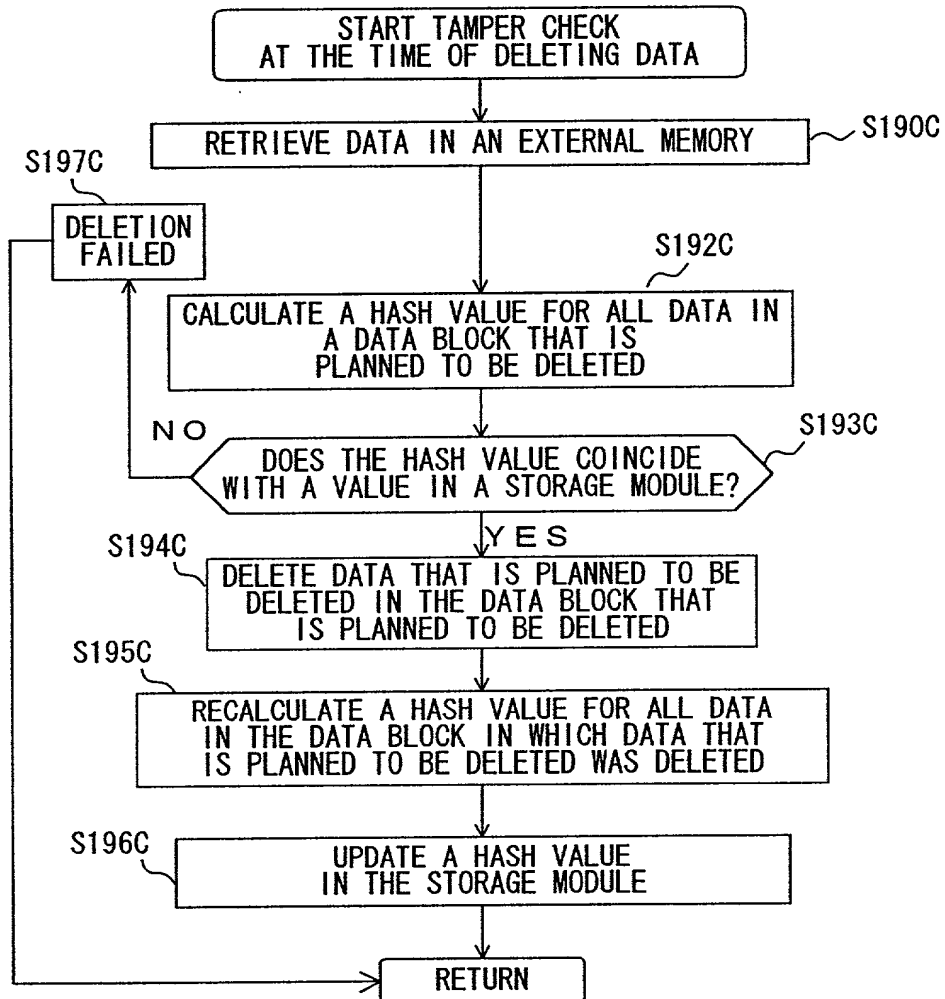 START TAMPER CHECK
AT THE TIME OF DELETING DATA
S190C
RETRIEVE DATA IN AN EXTERNAL MEMORY
S197C
DELETION
FAILED
S192C
CALCULATE A HASH VALUE FOR ALL DATA IN
A DATA BLOCK THAT IS
PLANNED TO BE DELETED
NO
S193C
DOES THE HASH VALUE COINCIDE
WITH A VALUE IN A STORAGE MODULE?
YES
S194C
DELETE DATA THAT IS PLANNED TO BE
DELETED IN THE DATA BLOCK THAT
IS PLANNED TO BE DELETED
S195C
RECALCULATE A HASH VALUE FOR ALL DATA
IN THE DATA BLOCK IN WHICH DATA THAT
IS PLANNED TO BE DELETED WAS DELETED
S196C
UPDATE A HASH VALUE
IN THE STORAGE MODULE
RETURN